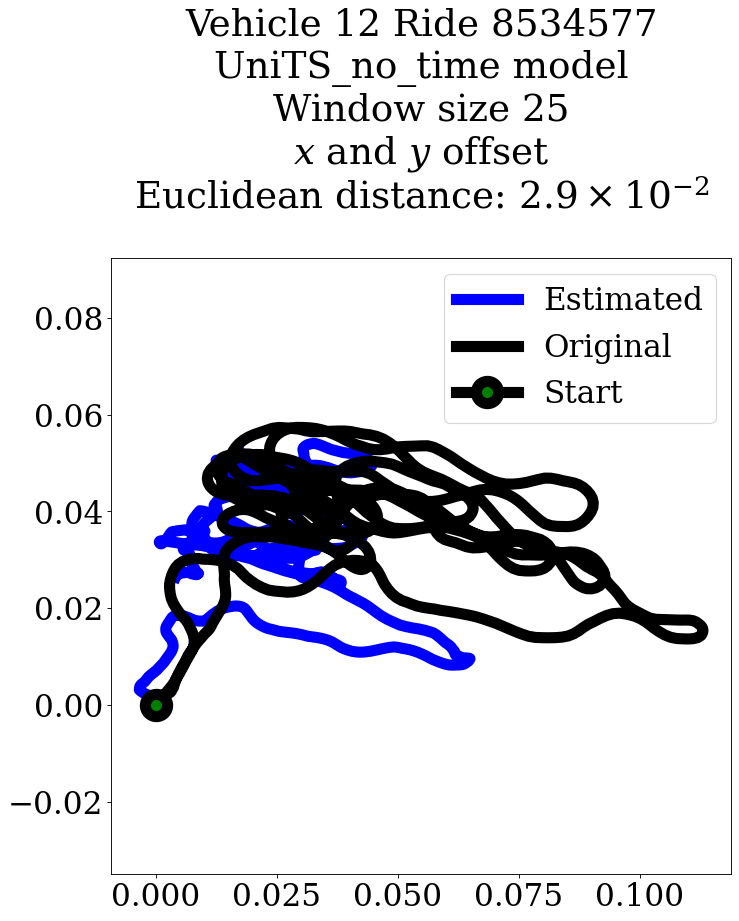 Vehicle 12 Ride 8534577
UniTS_no_time model
Window size 25
x and y offset
Euclidean distance: 2.9 × 10⁻²
Estimated
Original
Start
0.08
0.06
0.04
0.02
0.00
−0.02
0.000 0.025 0.050 0.075 0.100